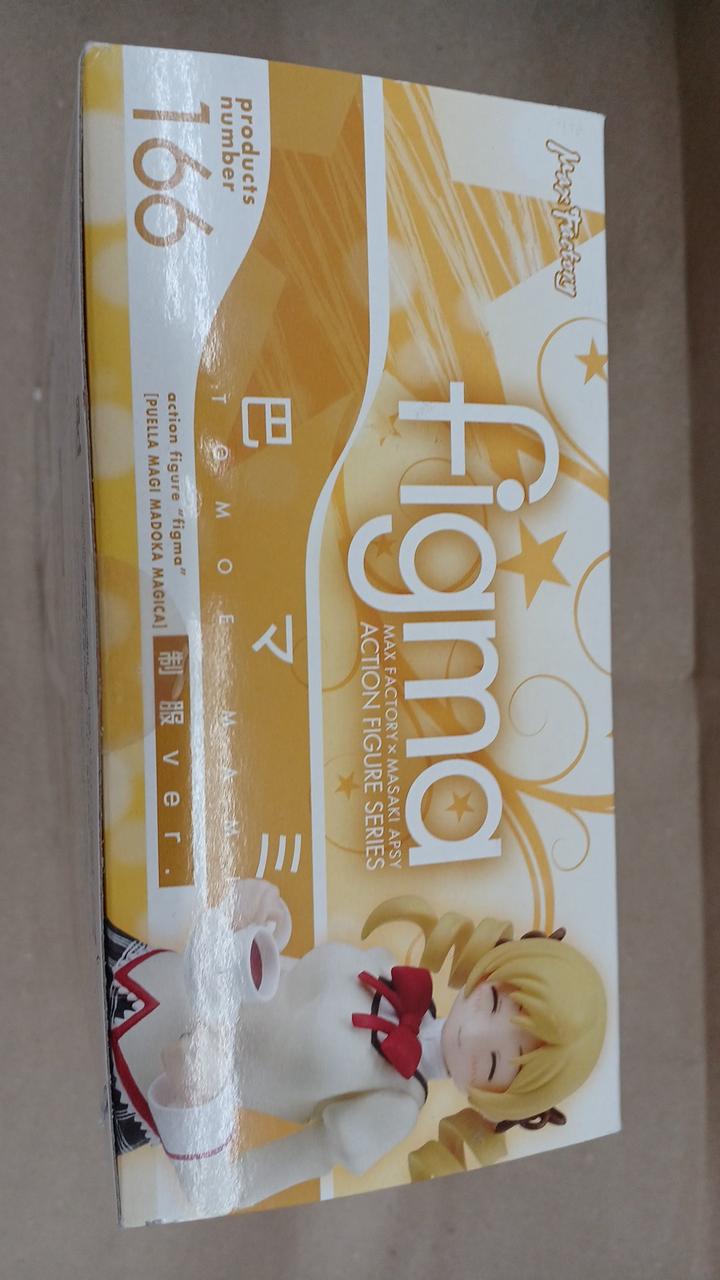 Max Factory
figma
MAX FACTORY × MASAKI APSY
ACTION FIGURE SERIES
巴マミ
TOMOE MAMI
products
number
166
action figure "figma"
[PUELLA MAGI MADOKA MAGICA]
制服ver.